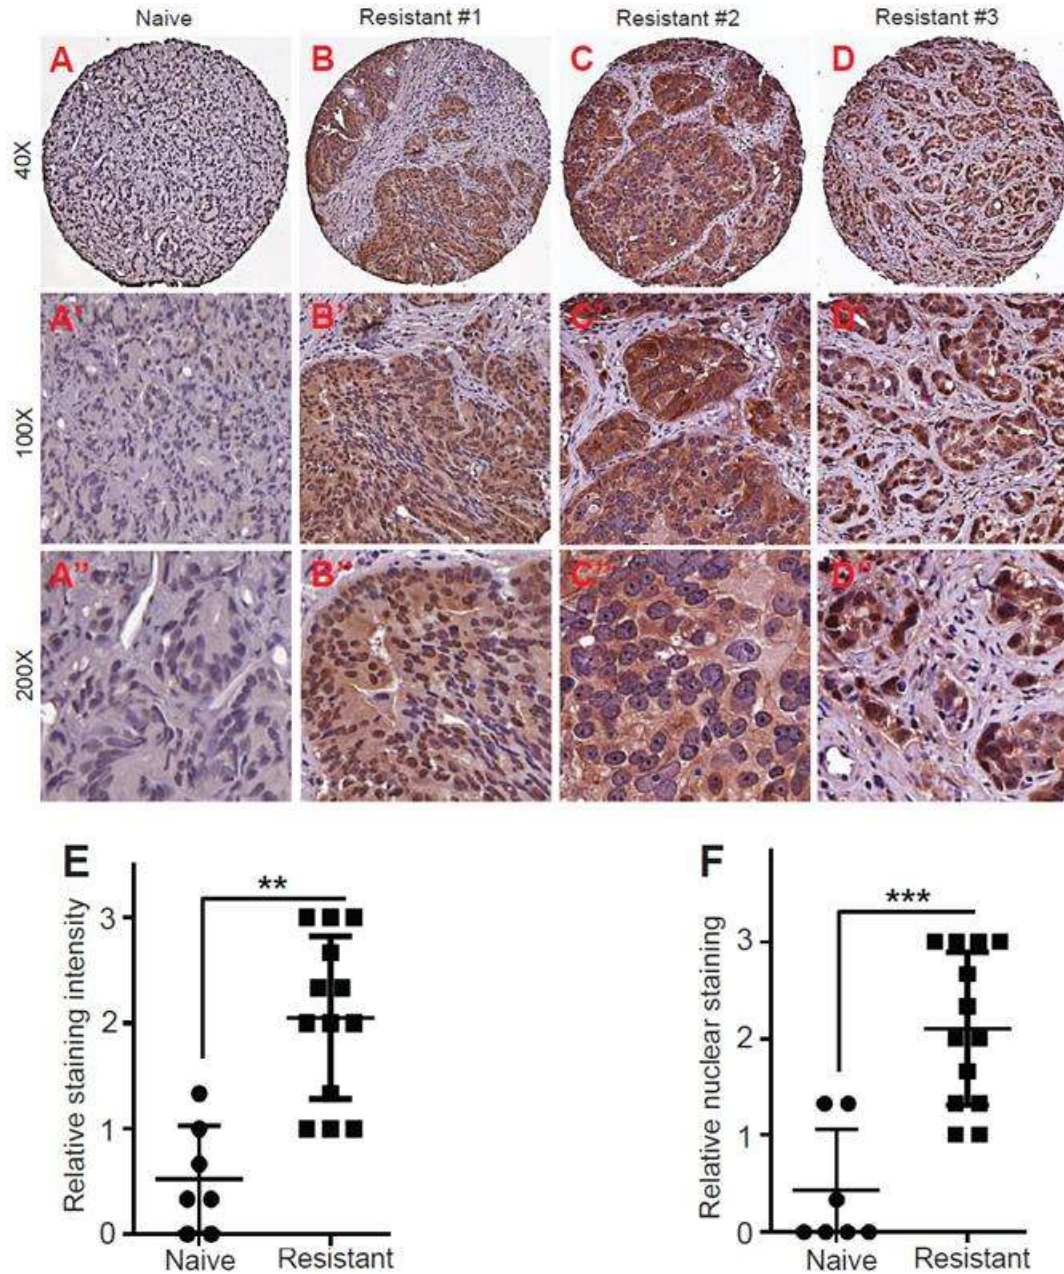 Naive Resistant #1 Resistant #2 Resistant #3
40X
A B C D
100X
A' B' C' D'
200X
A" B" C" D"
E
Relative staining intensity
**
3
2
1
0
Naive Resistant
F
Relative nuclear staining
***
3
2
1
0
Naive Resistant